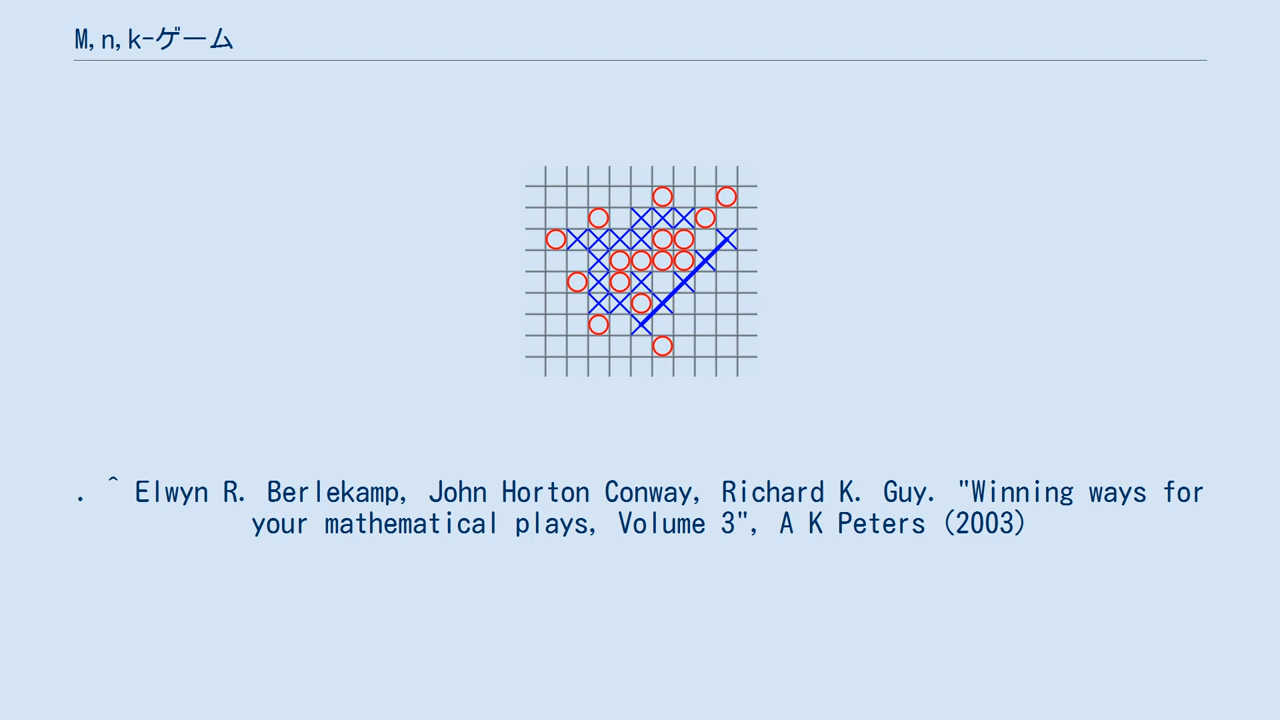 M,n,k-ゲーム
. ^ Elwyn R. Berlekamp, John Horton Conway, Richard K. Guy. "Winning ways for
your mathematical plays, Volume 3", A K Peters (2003)